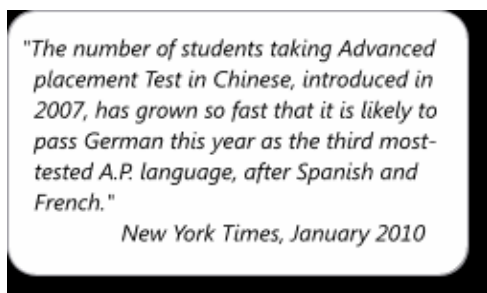 "The number of students taking Advanced
placement Test in Chinese, introduced in
2007, has grown so fast that it is likely to
pass German this year as the third most-
tested A.P. language, after Spanish and
French."
New York Times, January 2010